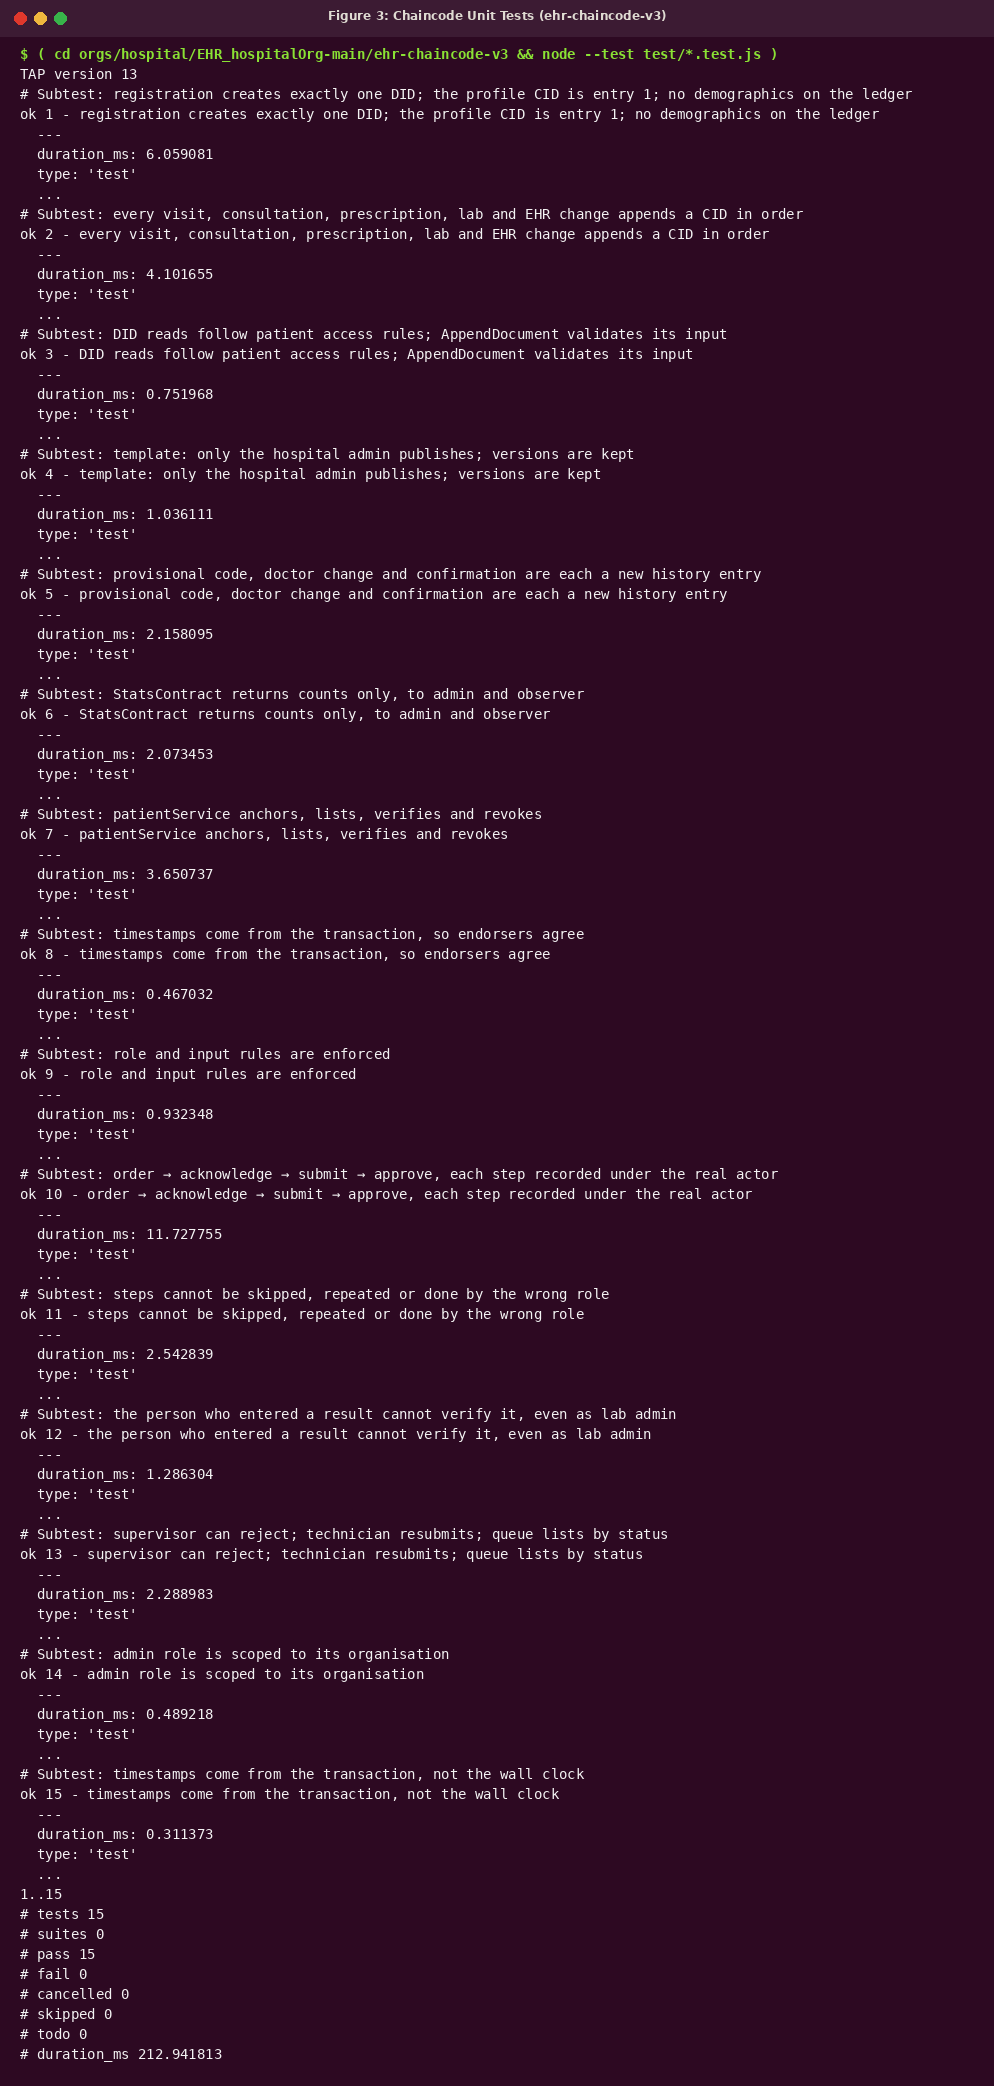 Figure 3: Chaincode Unit Tests (ehr-chaincode-v3)
$ ( cd orgs/hospital/EHR_hospitalOrg-main/ehr-chaincode-v3 && node --test test/*.test.js )
TAP version 13
# Subtest: registration creates exactly one DID; the profile CID is entry 1; no demographics on the ledger
ok 1 - registration creates exactly one DID; the profile CID is entry 1; no demographics on the ledger
  ---
  duration_ms: 6.059081
  type: 'test'
  ...
# Subtest: every visit, consultation, prescription, lab and EHR change appends a CID in order
ok 2 - every visit, consultation, prescription, lab and EHR change appends a CID in order
  ---
  duration_ms: 4.101655
  type: 'test'
  ...
# Subtest: DID reads follow patient access rules; AppendDocument validates its input
ok 3 - DID reads follow patient access rules; AppendDocument validates its input
  ---
  duration_ms: 0.751968
  type: 'test'
  ...
# Subtest: template: only the hospital admin publishes; versions are kept
ok 4 - template: only the hospital admin publishes; versions are kept
  ---
  duration_ms: 1.036111
  type: 'test'
  ...
# Subtest: provisional code, doctor change and confirmation are each a new history entry
ok 5 - provisional code, doctor change and confirmation are each a new history entry
  ---
  duration_ms: 2.158095
  type: 'test'
  ...
# Subtest: StatsContract returns counts only, to admin and observer
ok 6 - StatsContract returns counts only, to admin and observer
  ---
  duration_ms: 2.073453
  type: 'test'
  ...
# Subtest: patientService anchors, lists, verifies and revokes
ok 7 - patientService anchors, lists, verifies and revokes
  ---
  duration_ms: 3.650737
  type: 'test'
  ...
# Subtest: timestamps come from the transaction, so endorsers agree
ok 8 - timestamps come from the transaction, so endorsers agree
  ---
  duration_ms: 0.467032
  type: 'test'
  ...
# Subtest: role and input rules are enforced
ok 9 - role and input rules are enforced
  ---
  duration_ms: 0.932348
  type: 'test'
  ...
# Subtest: order → acknowledge → submit → approve, each step recorded under the real actor
ok 10 - order → acknowledge → submit → approve, each step recorded under the real actor
  ---
  duration_ms: 11.727755
  type: 'test'
  ...
# Subtest: steps cannot be skipped, repeated or done by the wrong role
ok 11 - steps cannot be skipped, repeated or done by the wrong role
  ---
  duration_ms: 2.542839
  type: 'test'
  ...
# Subtest: the person who entered a result cannot verify it, even as lab admin
ok 12 - the person who entered a result cannot verify it, even as lab admin
  ---
  duration_ms: 1.286304
  type: 'test'
  ...
# Subtest: supervisor can reject; technician resubmits; queue lists by status
ok 13 - supervisor can reject; technician resubmits; queue lists by status
  ---
  duration_ms: 2.288983
  type: 'test'
  ...
# Subtest: admin role is scoped to its organisation
ok 14 - admin role is scoped to its organisation
  ---
  duration_ms: 0.489218
  type: 'test'
  ...
# Subtest: timestamps come from the transaction, not the wall clock
ok 15 - timestamps come from the transaction, not the wall clock
  ---
  duration_ms: 0.311373
  type: 'test'
  ...
1..15
# tests 15
# suites 0
# pass 15
# fail 0
# cancelled 0
# skipped 0
# todo 0
# duration_ms 212.941813